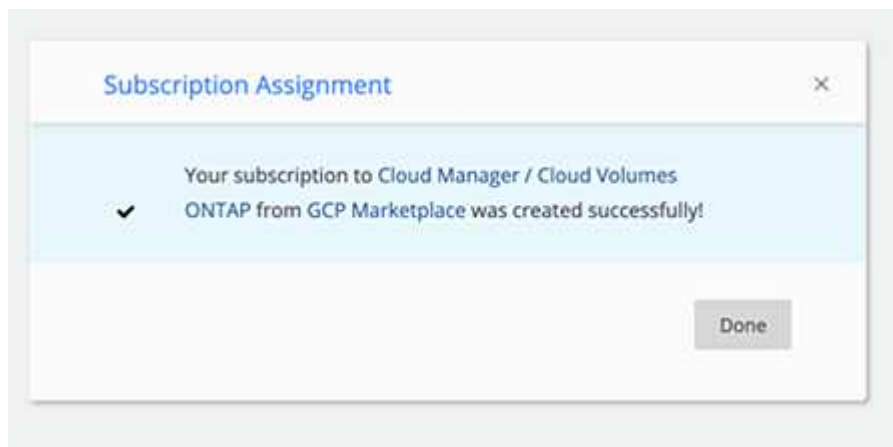 Subscription Assignment
Your subscription to Cloud Manager / Cloud Volumes
ONTAP from GCP Marketplace was created successfully!
Done